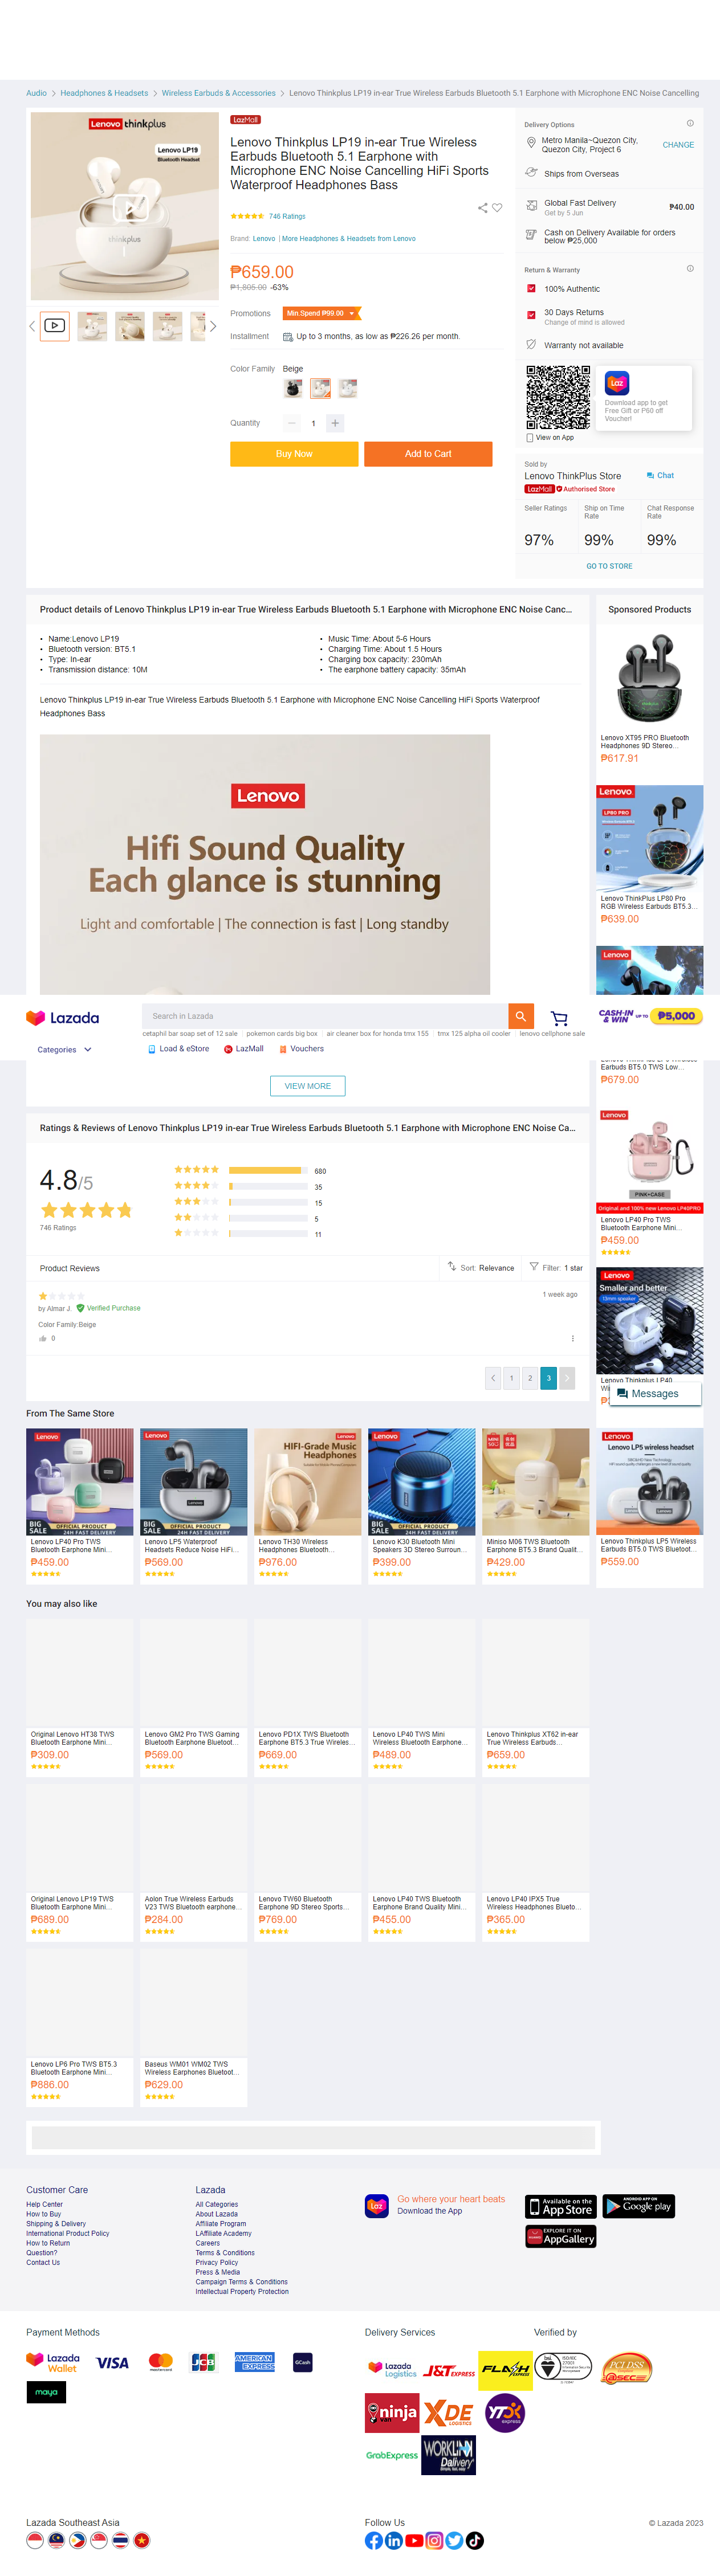 Audio > Headphones & Headsets > Wireless Earbuds & Accessories > Lenovo Thinkplus LP19 in-ear True Wireless Earbuds Bluetooth 5.1 Earphone with Microphone ENC Noise Cancelling
Lenovo thinkplus
Lenovo LP19
Bluetooth Headset
thinkplus
LazMall
Lenovo Thinkplus LP19 in-ear True Wireless
Earbuds Bluetooth 5.1 Earphone with
Microphone ENC Noise Cancelling HiFi Sports
Waterproof Headphones Bass
746 Ratings
Brand: Lenovo | More Headphones & Headsets from Lenovo
₱659.00
₱1,805.00 -63%
Promotions Min.Spend ₱99.00
Installment Up to 3 months, as low as ₱226.26 per month.
Color Family Beige
Quantity 1
Buy Now
Add to Cart
Delivery Options
Metro Manila~Quezon City,
Quezon City, Project 6
CHANGE
Ships from Overseas
Global Fast Delivery ₱40.00
Get by 5 Jun
Cash on Delivery Available for orders
below ₱25,000
Return & Warranty
100% Authentic
30 Days Returns
Change of mind is allowed
Warranty not available
Download app to get
Free Gift or P60 off
Voucher!
View on App
Sold by
Lenovo ThinkPlus Store
Chat
LazMall Authorised Store
Seller Ratings
Ship on Time
Rate
Chat Response
Rate
97% 99% 99%
GO TO STORE
Product details of Lenovo Thinkplus LP19 in-ear True Wireless Earbuds Bluetooth 5.1 Earphone with Microphone ENC Noise Canc...
Name:Lenovo LP19
Bluetooth version: BT5.1
Type: In-ear
Transmission distance: 10M
Music Time: About 5-6 Hours
Charging Time: About 1.5 Hours
Charging box capacity: 230mAh
The earphone battery capacity: 35mAh
Lenovo Thinkplus LP19 in-ear True Wireless Earbuds Bluetooth 5.1 Earphone with Microphone ENC Noise Cancelling HiFi Sports Waterproof
Headphones Bass
Lenovo
Hifi Sound Quality
Each glance is stunning
Light and comfortable | The connection is fast | Long standby
Sponsored Products
Lenovo XT95 PRO Bluetooth
Headphones 9D Stereo...
₱617.91
Lenovo
LP80 PRO
Lenovo ThinkPlus LP80 Pro
RGB Wireless Earbuds BT5.3...
₱639.00
Lenovo
Lazada
Search in Lazada
cetaphil bar soap set of 12 sale pokemon cards big box air cleaner box for honda tmx 155 tmx 125 alpha oil cooler lenovo cellphone sale
CASH-IN & WIN UP TO ₱5,000
Categories
Load & eStore
LazMall
Vouchers
Earbuds BT5.0 TWS Low...
₱679.00
VIEW MORE
Ratings & Reviews of Lenovo Thinkplus LP19 in-ear True Wireless Earbuds Bluetooth 5.1 Earphone with Microphone ENC Noise Ca...
4.8/5
746 Ratings
680
35
15
5
11
Product Reviews
Sort: Relevance
Filter: 1 star
1 week ago
by Almar J. Verified Purchase
Color Family:Beige
0
1 2 3
Lenovo
PINK+CASE
Original and 100% new Lenovo LP40PRO
Lenovo LP40 Pro TWS
Bluetooth Earphone Mini...
₱459.00
Lenovo
Smaller and better
13mm speaker
Lenovo Thinkplus LP40
Messages
Lenovo
Lenovo LP5 wireless headset
Lenovo Thinkplus LP5 Wireless
Earbuds BT5.0 TWS Bluetoot...
₱559.00
From The Same Store
Lenovo
BIG SALE
OFFICIAL PRODUCT
24H FAST DELIVERY
Lenovo LP40 Pro TWS
Bluetooth Earphone Mini...
₱459.00
Lenovo
BIG SALE
OFFICIAL PRODUCT
24H FAST DELIVERY
Lenovo LP5 Waterproof
Headsets Reduce Noise HiFi...
₱569.00
Lenovo
HIFI-Grade Music
Headphones
Lenovo TH30 Wireless
Headphones Bluetooth...
₱976.00
Lenovo
BIG SALE
OFFICIAL PRODUCT
24H FAST DELIVERY
Lenovo K30 Bluetooth Mini
Speakers 3D Stereo Surroun...
₱399.00
MINI SO
Miniso M06 TWS Bluetooth
Earphone BT5.3 Brand Qualit...
₱429.00
You may also like
Original Lenovo HT38 TWS
Bluetooth Earphone Mini...
₱309.00
Lenovo GM2 Pro TWS Gaming
Bluetooth Earphone Bluetoot...
₱569.00
Lenovo PD1X TWS Bluetooth
Earphone BT5.3 True Wireles...
₱669.00
Lenovo LP40 TWS Mini
Wireless Bluetooth Earphone...
₱489.00
Lenovo Thinkplus XT62 in-ear
True Wireless Earbuds...
₱659.00
Original Lenovo LP19 TWS
Bluetooth Earphone Mini...
₱689.00
Aolon True Wireless Earbuds
V23 TWS Bluetooth earphone...
₱284.00
Lenovo TW60 Bluetooth
Earphone 9D Stereo Sports...
₱769.00
Lenovo LP40 TWS Bluetooth
Earphone Brand Quality Mini...
₱455.00
Lenovo LP40 IPX5 True
Wireless Headphones Blueto...
₱365.00
Lenovo LP6 Pro TWS BT5.3
Bluetooth Earphone Mini...
₱886.00
Baseus WM01 WM02 TWS
Wireless Earphones Bluetoot...
₱629.00
Customer Care
Help Center
How to Buy
Shipping & Delivery
International Product Policy
How to Return
Question?
Contact Us
Lazada
All Categories
About Lazada
Affiliate Program
LAffiliate Academy
Careers
Terms & Conditions
Privacy Policy
Press & Media
Campaign Terms & Conditions
Intellectual Property Protection
Laz
Go where your heart beats
Download the App
Available on the
App Store
ANDROID APP ON
Google play
EXPLORE IT ON
AppGallery
Payment Methods
Lazada Wallet
VISA
mastercard
JCB
AMERICAN EXPRESS
GCash
maya
Delivery Services
Lazada Logistics
J&T EXPRESS
FLASH EXPRESS
ninja van
XDE LOGISTICS
YTX express
GrabExpress
WORKLINK Delivery
Verified by
bsi. ISO/IEC 27001
PCI DSS @SEC
Lazada Southeast Asia
Follow Us
© Lazada 2023